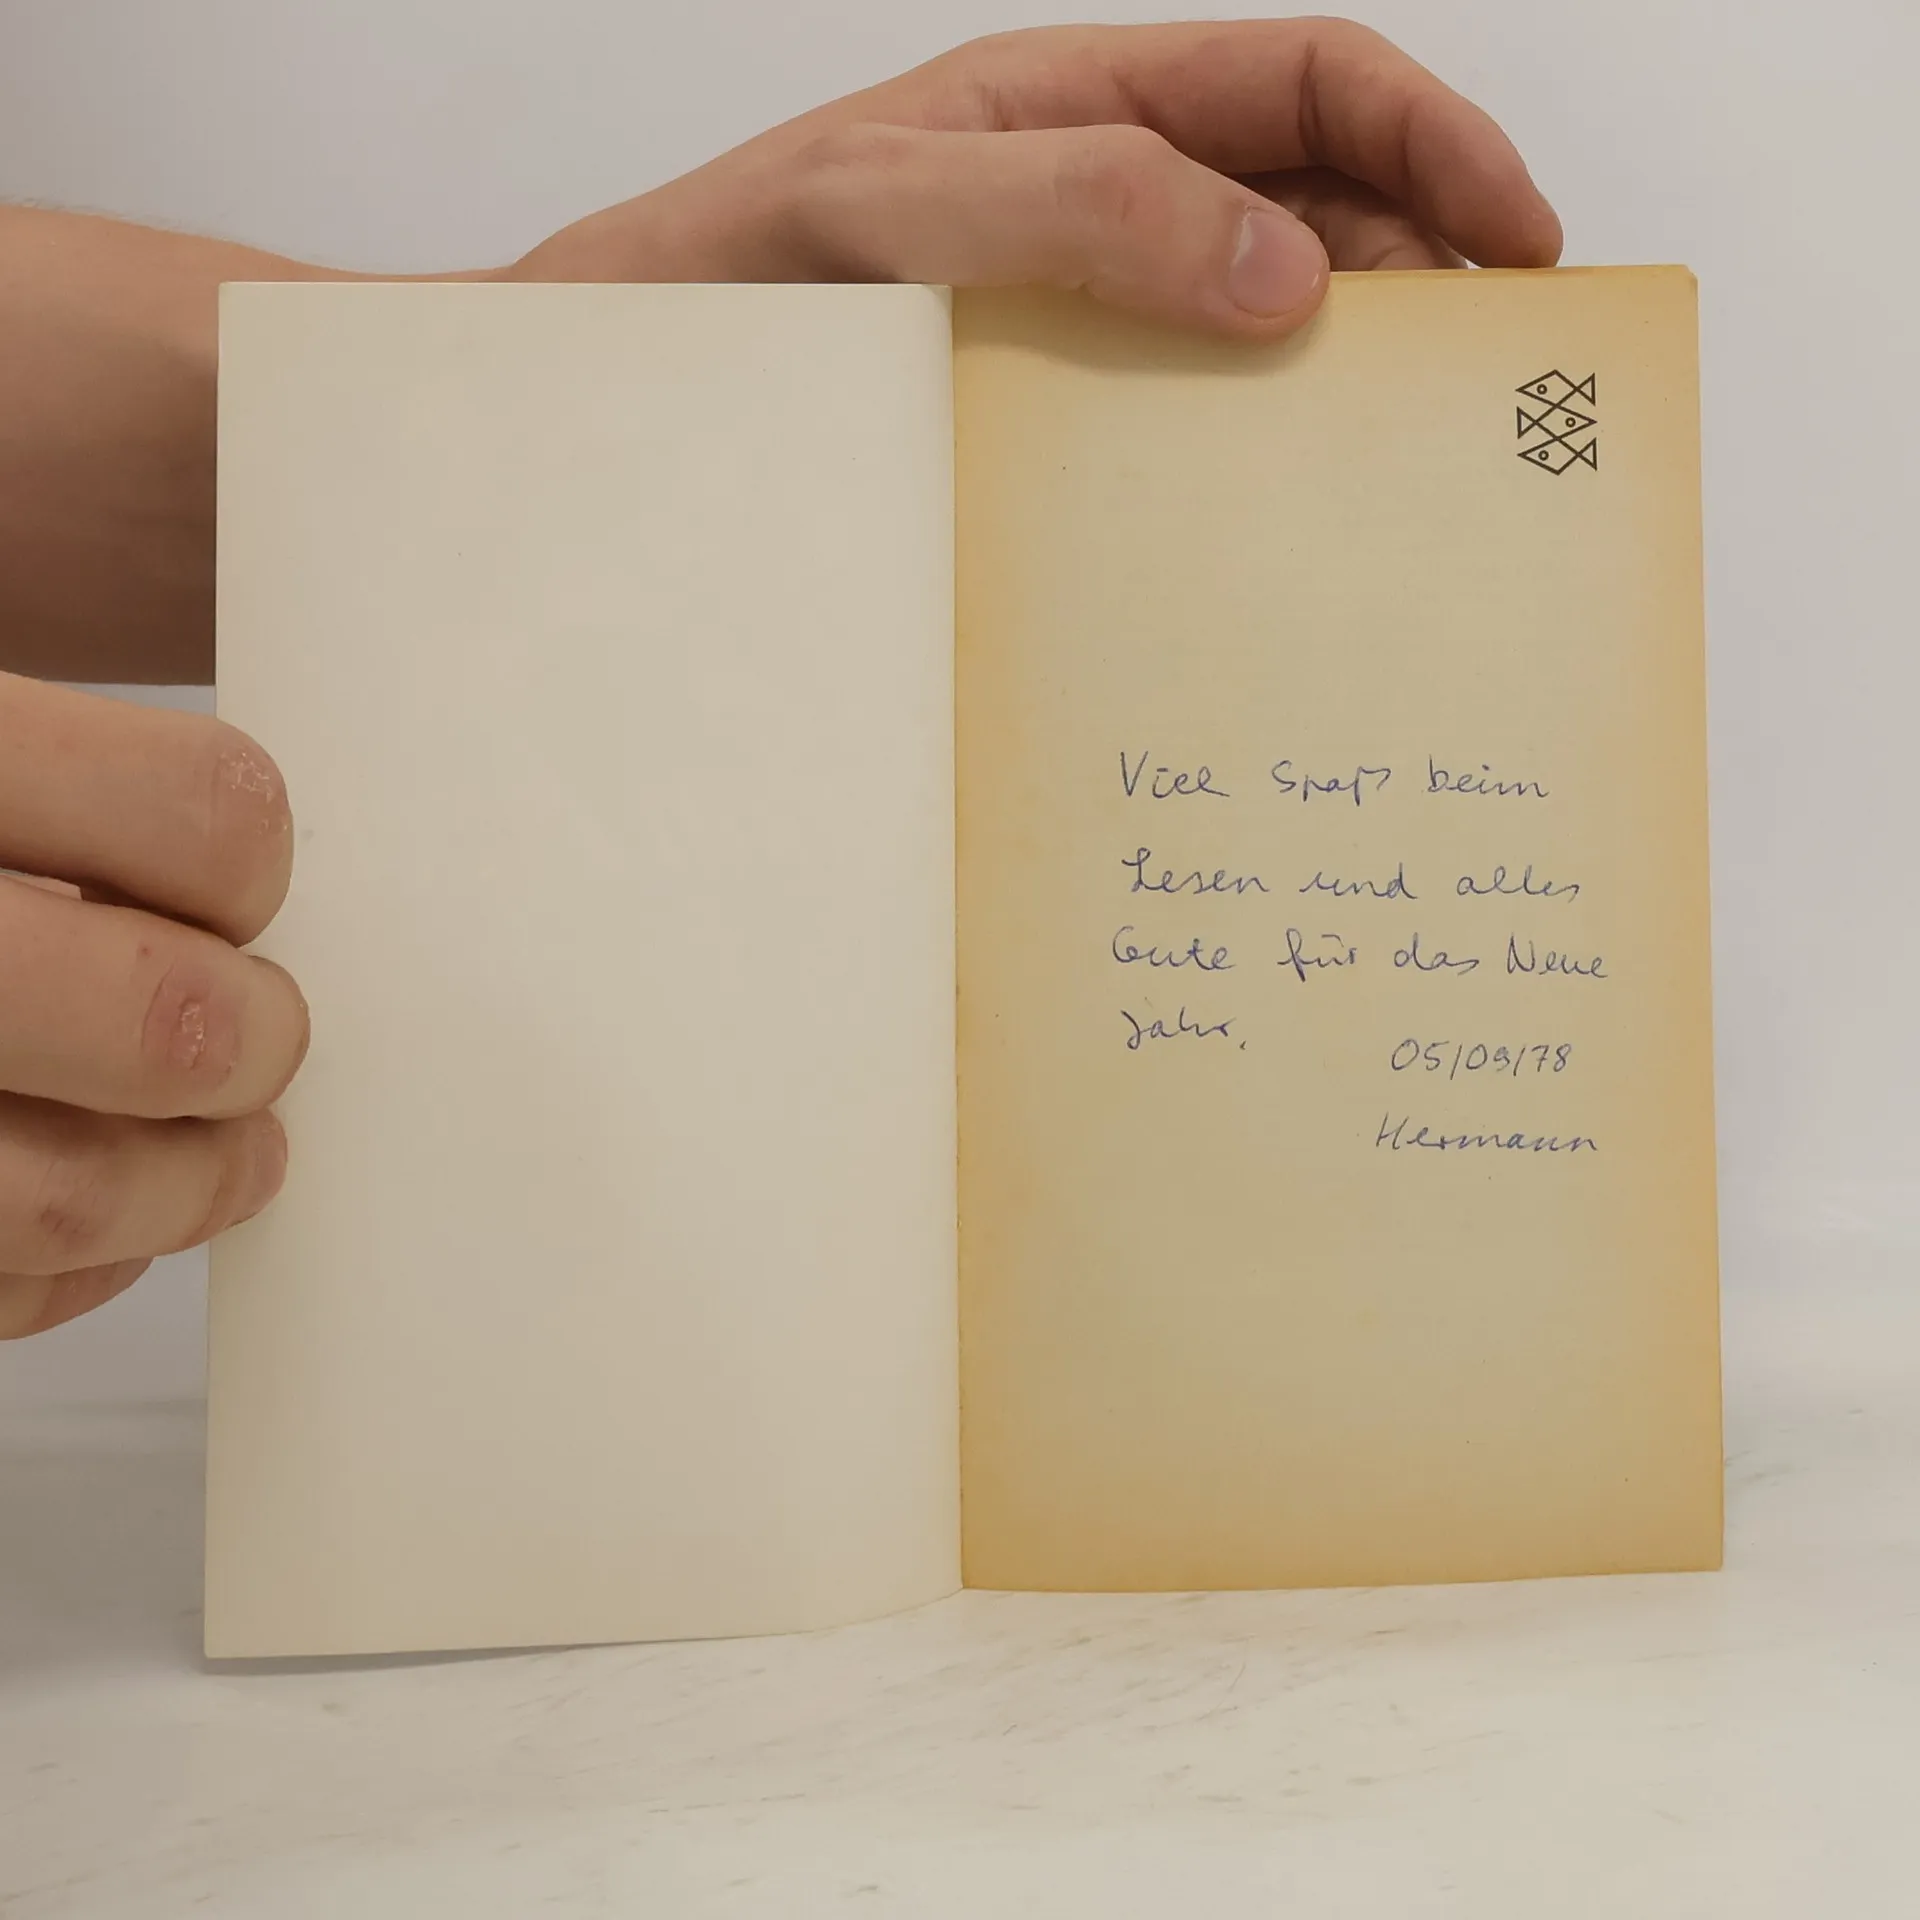 Viel Spaß beim
Lesen und alles
Gute für das Neue
Jahr.
05/09/78
Hermann